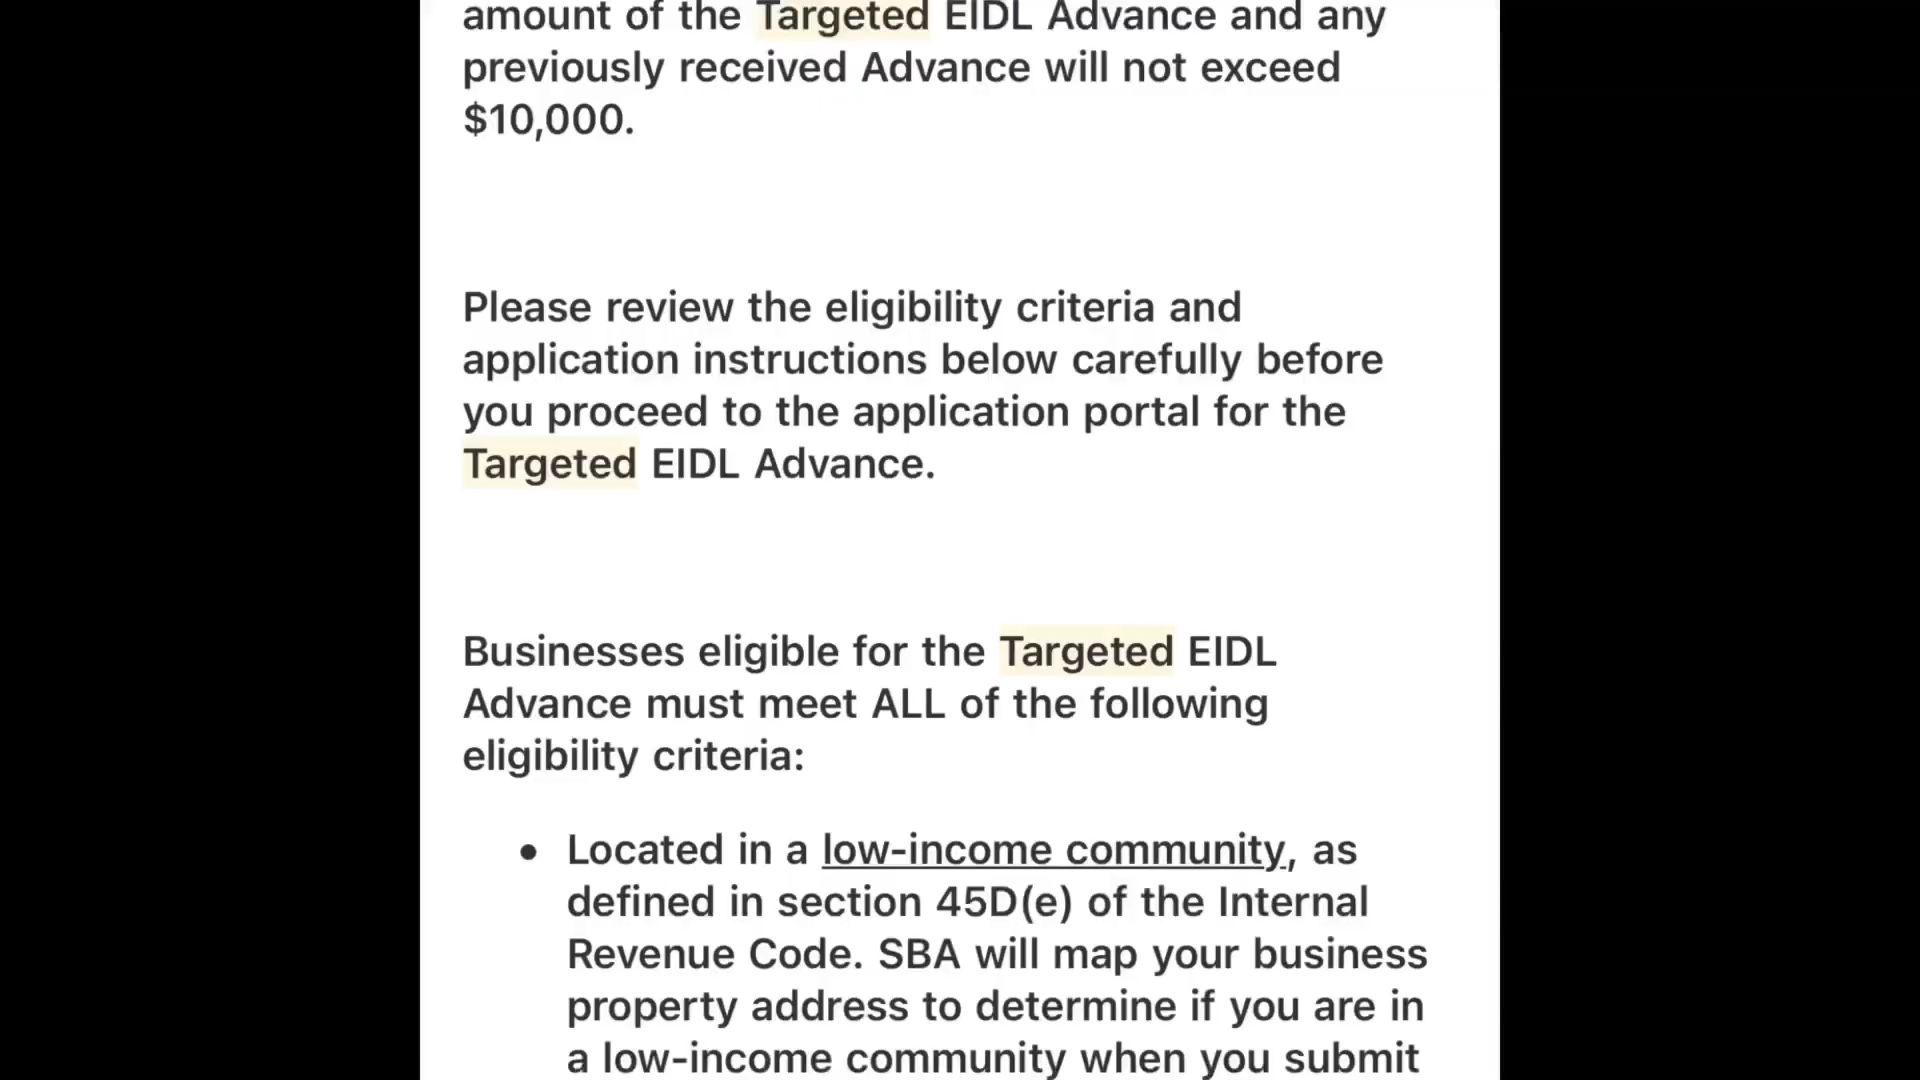 amount of the Targeted EIDL Advance and any
previously received Advance will not exceed
$10,000.
Please review the eligibility criteria and
application instructions below carefully before
you proceed to the application portal for the
Targeted EIDL Advance.
Businesses eligible for the Targeted EIDL
Advance must meet ALL of the following
eligibility criteria:
• Located in a low-income community, as
defined in section 45D(e) of the Internal
Revenue Code. SBA will map your business
property address to determine if you are in
a low-income community when you submit